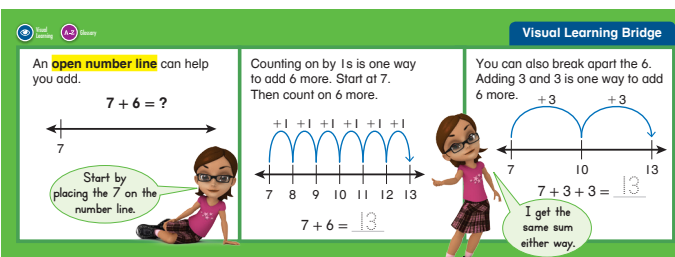 Visual
Learning
A-Z
Glossary
Visual Learning Bridge
An open number line can help
you add.
7 + 6 = ?
7
Start by
placing the 7 on the
number line.
Counting on by 1s is one way
to add 6 more. Start at 7.
Then count on 6 more.
+1 +1 +1 +1 +1 +1
7 8 9 10 11 12 13
7 + 6 = 13
You can also break apart the 6.
Adding 3 and 3 is one way to add
6 more.
+3 +3
7 10 13
7 + 3 + 3 = 13
I get the
same sum
either way.